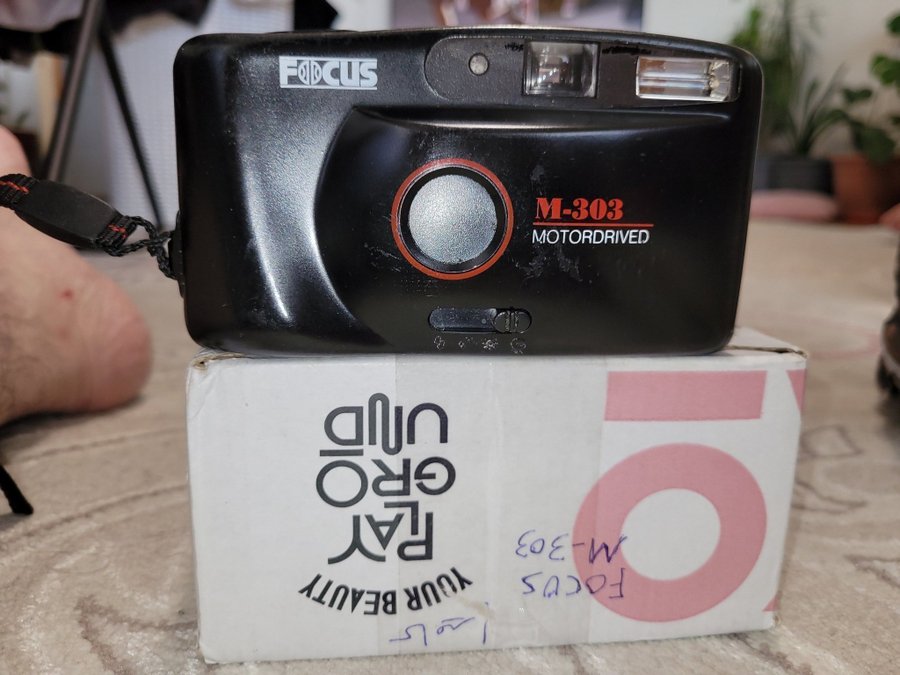 FOCUS
M-303
MOTORDRIVED
YOUR BEAUTY
PLAY
GRO
UND
FOCUS
M-303